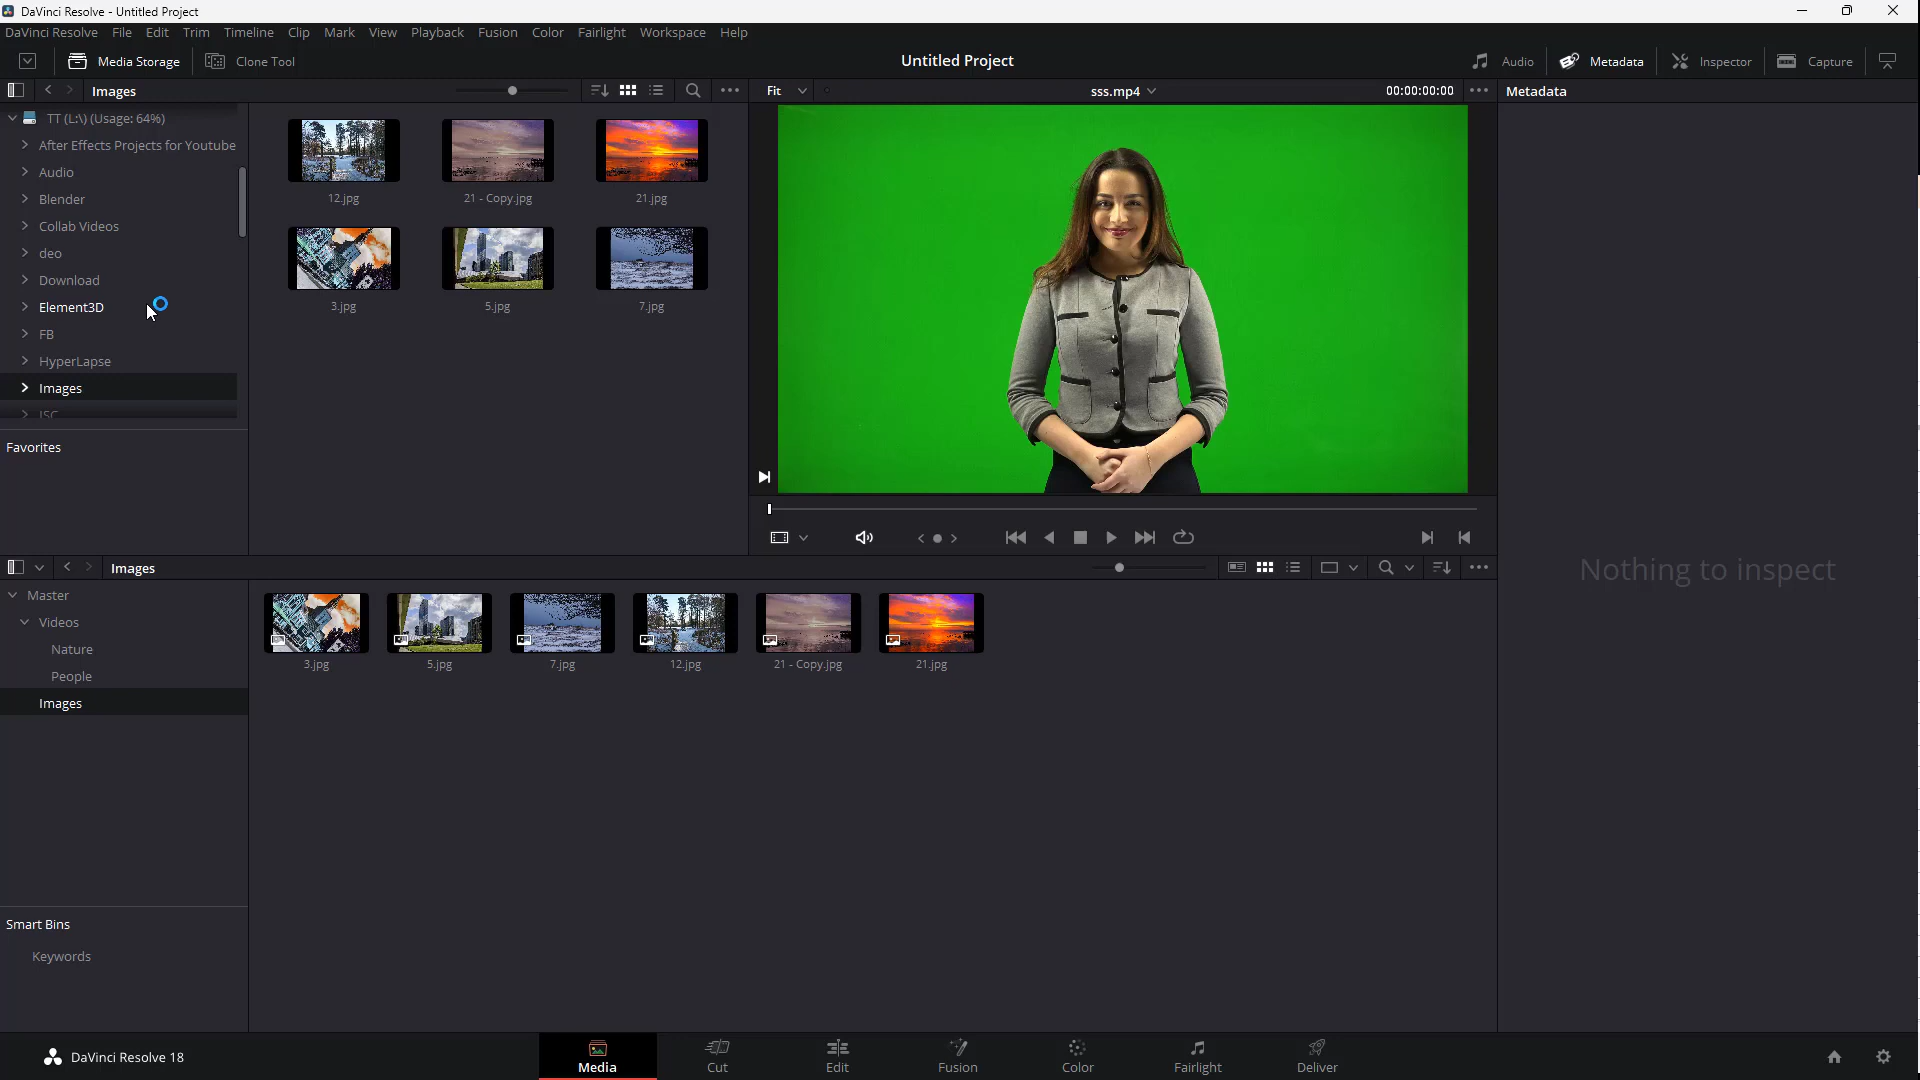 DaVinci Resolve - Untitled Project
DaVinci Resolve File Edit Trim Timeline Clip Mark View Playback Fusion Color Fairlight Workspace Help
Media Storage Clone Tool Untitled Project Audio Metadata Inspector Capture
Images Fit sss.mp4 00:00:00:00 Metadata
TT (L:\) (Usage: 64%)
After Effects Projects for Youtube
Audio
Blender
Collab Videos
deo
Download
Element3D
FB
HyperLapse
Images
ISC
12.jpg 21 - Copy.jpg 21.jpg
3.jpg 5.jpg 7.jpg
Favorites
Nothing to inspect
Images
Master
Videos
Nature
People
Images
3.jpg 5.jpg 7.jpg 12.jpg 21 - Copy.jpg 21.jpg
Smart Bins
Keywords
DaVinci Resolve 18
Media Cut Edit Fusion Color Fairlight Deliver